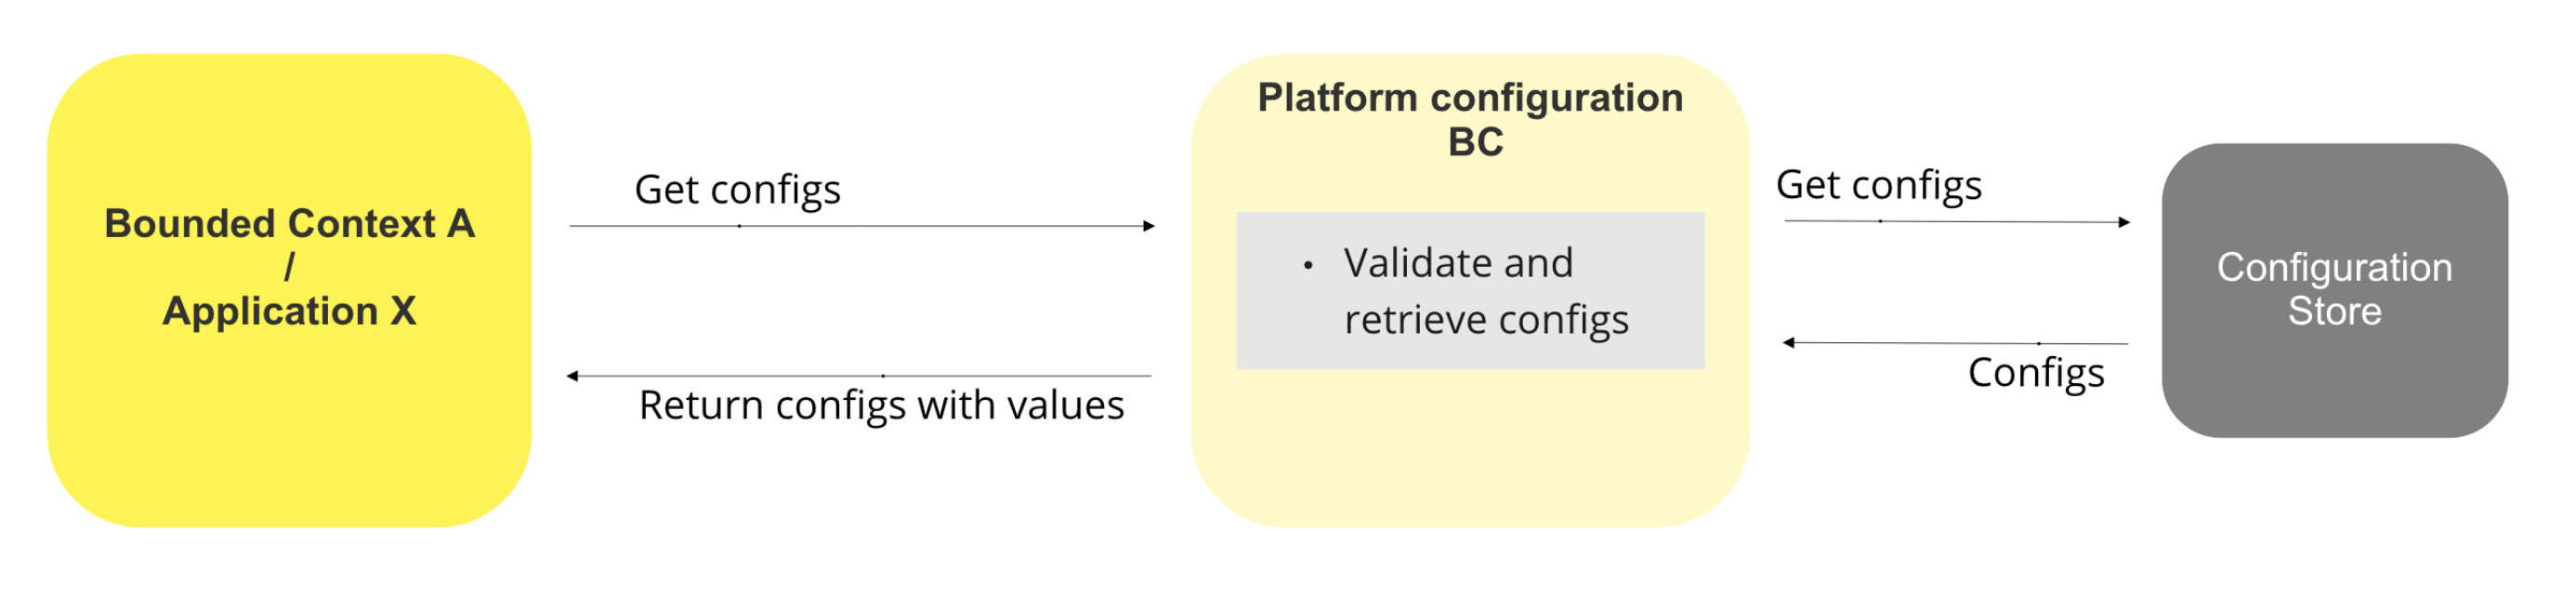 Bounded Context A
/
Application X
Get configs
Return configs with values
Platform configuration
BC
• Validate and
retrieve configs
Get configs
Configs
Configuration
Store